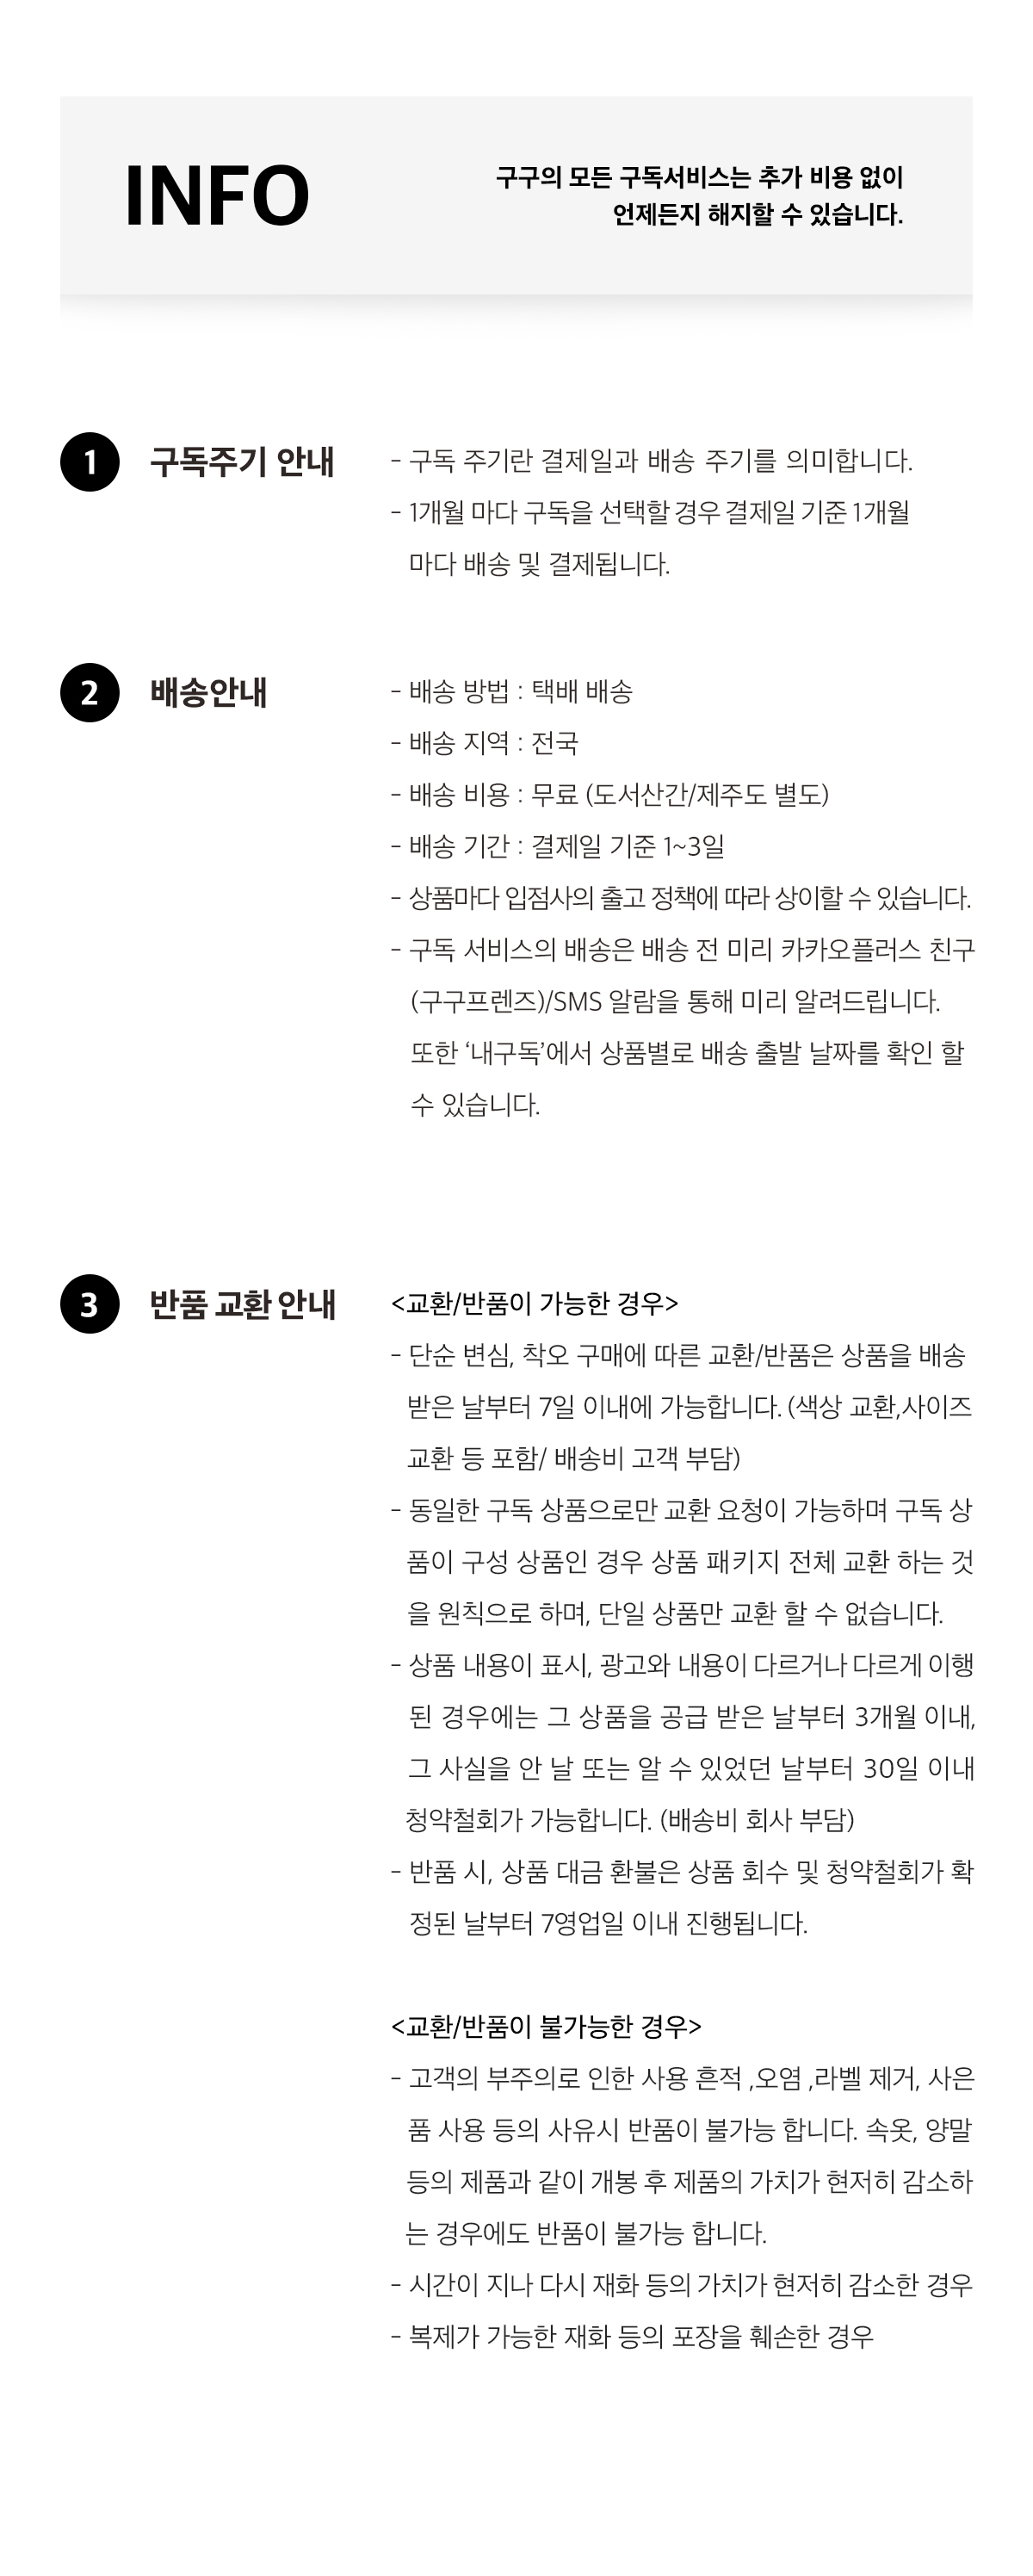 INFO
구구의 모든 구독서비스는 추가 비용 없이
언제든지 해지할 수 있습니다.
1 구독주기 안내
- 구독 주기란 결제일과 배송 주기를 의미합니다.
- 1개월 마다 구독을 선택할 경우 결제일 기준 1개월
마다 배송 및 결제됩니다.
2 배송안내
- 배송 방법 : 택배 배송
- 배송 지역 : 전국
- 배송 비용 : 무료 (도서산간/제주도 별도)
- 배송 기간 : 결제일 기준 1~3일
- 상품마다 입점사의 출고 정책에 따라 상이할 수 있습니다.
- 구독 서비스의 배송은 배송 전 미리 카카오플러스 친구
(구구프렌즈)/SMS 알람을 통해 미리 알려드립니다.
또한 ‘내구독’에서 상품별로 배송 출발 날짜를 확인 할
수 있습니다.
3 반품 교환 안내
<교환/반품이 가능한 경우>
- 단순 변심, 착오 구매에 따른 교환/반품은 상품을 배송
받은 날부터 7일 이내에 가능합니다. (색상 교환,사이즈
교환 등 포함/ 배송비 고객 부담)
- 동일한 구독 상품으로만 교환 요청이 가능하며 구독 상
품이 구성 상품인 경우 상품 패키지 전체 교환 하는 것
을 원칙으로 하며, 단일 상품만 교환 할 수 없습니다.
- 상품 내용이 표시, 광고와 내용이 다르거나 다르게 이행
된 경우에는 그 상품을 공급 받은 날부터 3개월 이내,
그 사실을 안 날 또는 알 수 있었던 날부터 30일 이내
청약철회가 가능합니다. (배송비 회사 부담)
- 반품 시, 상품 대금 환불은 상품 회수 및 청약철회가 확
정된 날부터 7영업일 이내 진행됩니다.
<교환/반품이 불가능한 경우>
- 고객의 부주의로 인한 사용 흔적 ,오염 ,라벨 제거, 사은
품 사용 등의 사유시 반품이 불가능 합니다. 속옷, 양말
등의 제품과 같이 개봉 후 제품의 가치가 현저히 감소하
는 경우에도 반품이 불가능 합니다.
- 시간이 지나 다시 재화 등의 가치가 현저히 감소한 경우
- 복제가 가능한 재화 등의 포장을 훼손한 경우